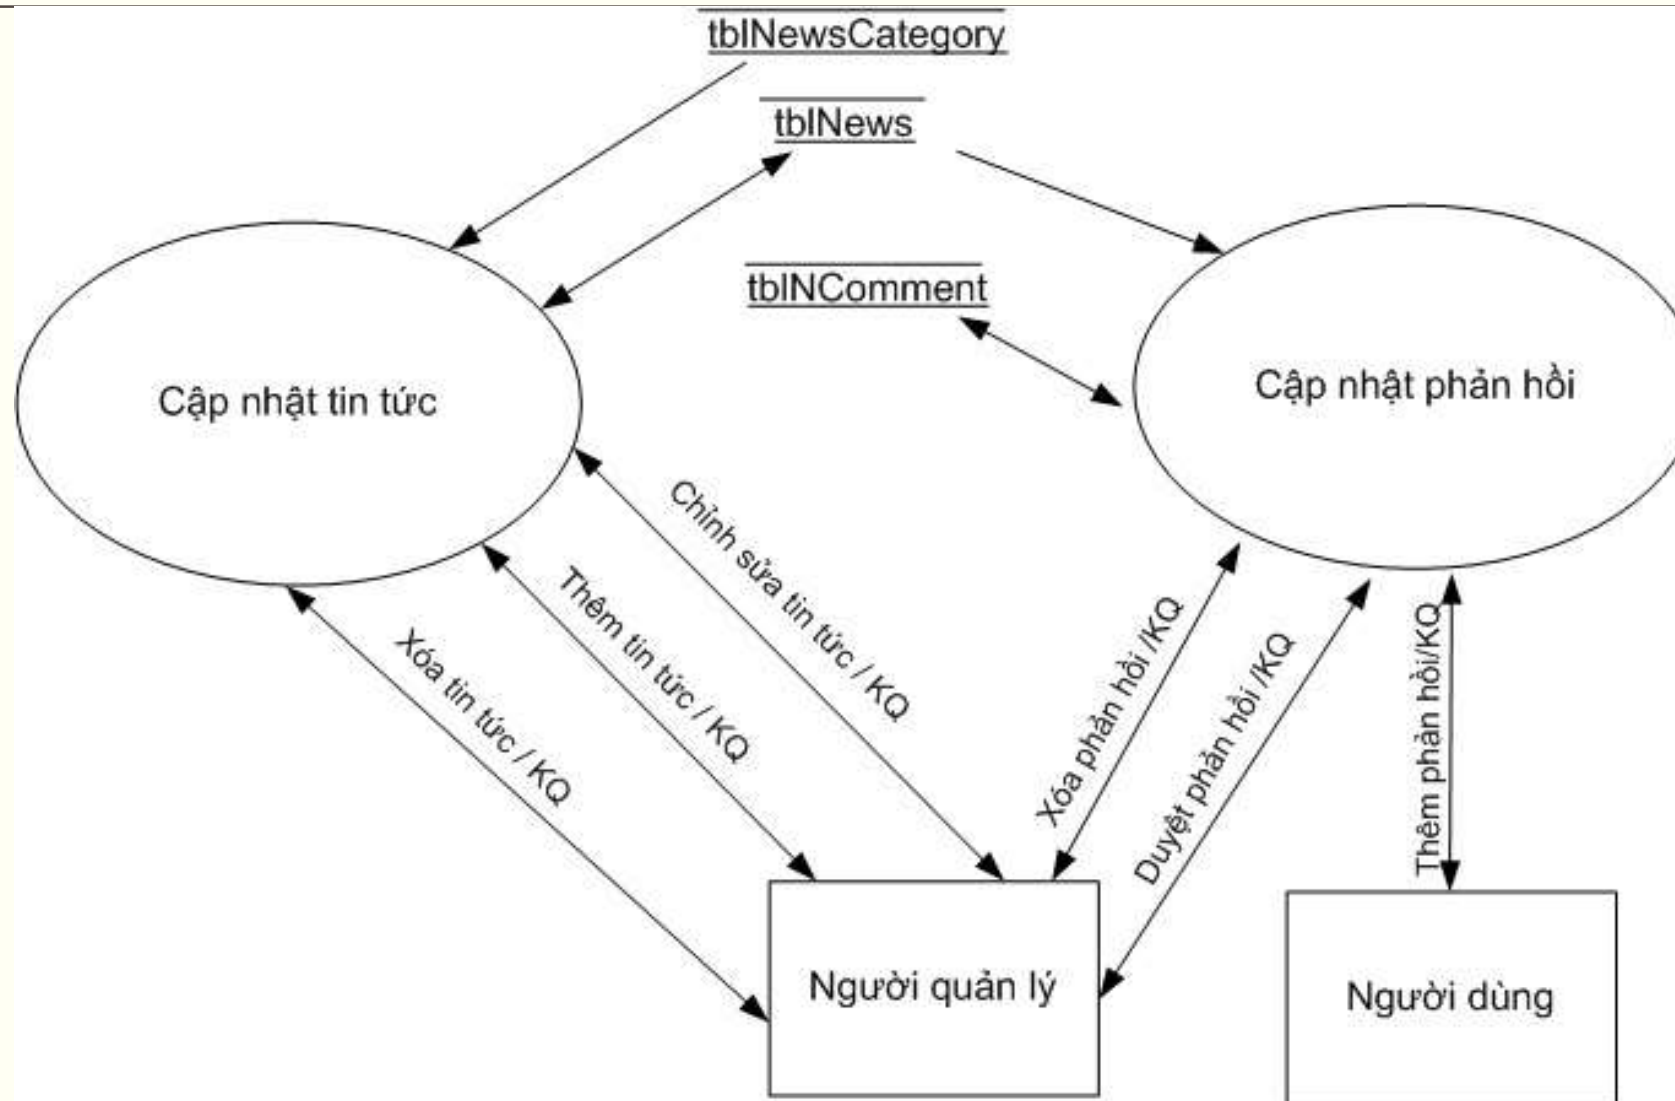 tblNewsCategory
tblNews
tblNComment
Cập nhật tin tức
Cập nhật phản hồi
Chỉnh sửa tin tức / KQ
Thêm tin tức / KQ
Xóa tin tức / KQ
Xóa phản hồi /KQ
Duyệt phản hồi /KQ
Thêm phản hồi/KQ
Người quản lý
Người dùng